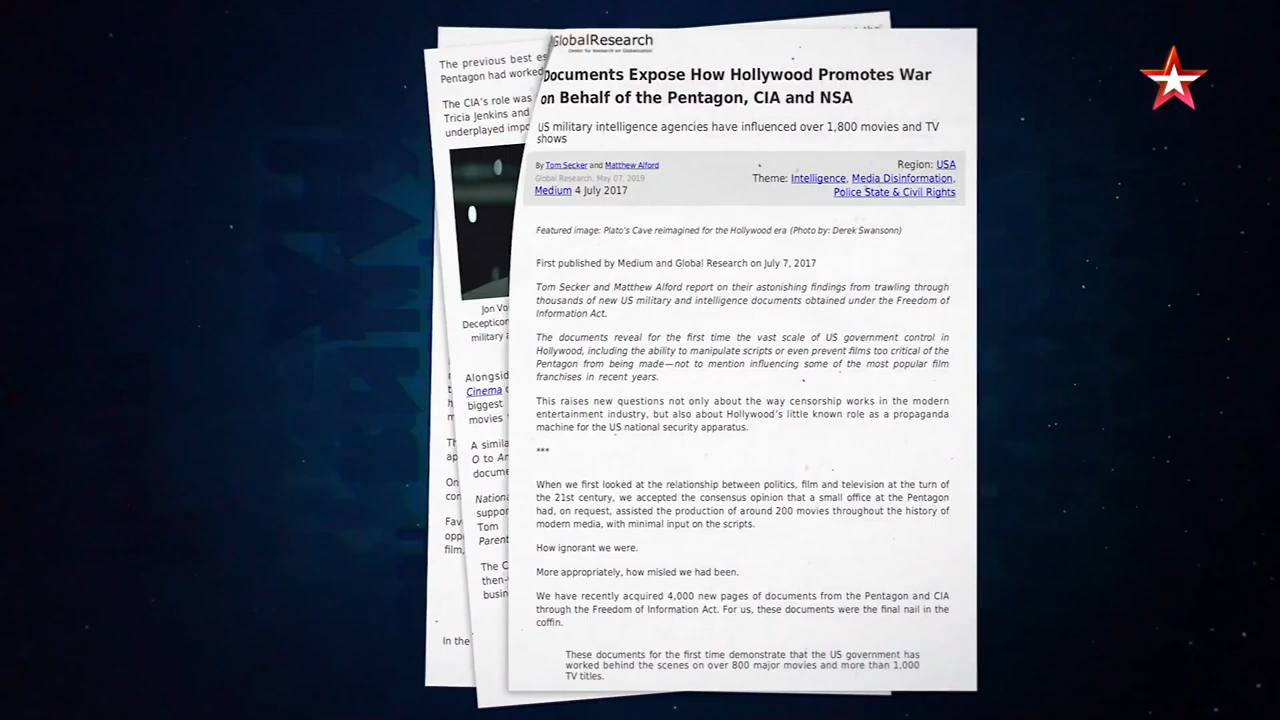 GlobalResearch
Center for Research on Globalization
Documents Expose How Hollywood Promotes War
on Behalf of the Pentagon, CIA and NSA
US military intelligence agencies have influenced over 1,800 movies and TV
shows
By Tom Secker and Matthew Alford
Global Research, May 07, 2019
Medium 4 July 2017
Region: USA
Theme: Intelligence, Media Disinformation,
Police State & Civil Rights
Featured image: Plato's Cave reimagined for the Hollywood era (Photo by: Derek Swansonn)
First published by Medium and Global Research on July 7, 2017
Tom Secker and Matthew Alford report on their astonishing findings from trawling through
thousands of new US military and intelligence documents obtained under the Freedom of
Information Act.
The documents reveal for the first time the vast scale of US government control in
Hollywood, including the ability to manipulate scripts or even prevent films too critical of the
Pentagon from being made—not to mention influencing some of the most popular film
franchises in recent years.
This raises new questions not only about the way censorship works in the modern
entertainment industry, but also about Hollywood's little known role as a propaganda
machine for the US national security apparatus.
***
When we first looked at the relationship between politics, film and television at the turn of
the 21st century, we accepted the consensus opinion that a small office at the Pentagon
had, on request, assisted the production of around 200 movies throughout the history of
modern media, with minimal input on the scripts.
How ignorant we were.
More appropriately, how misled we had been.
We have recently acquired 4,000 new pages of documents from the Pentagon and CIA
through the Freedom of Information Act. For us, these documents were the final nail in the
coffin.
These documents for the first time demonstrate that the US government has
worked behind the scenes on over 800 major movies and more than 1,000
TV titles.
The previous best es
Pentagon had worked
The CIA's role was
Tricia Jenkins and
underplayed impo
Jon Vo
Decepticon
military a
Alongsid
Cinema
biggest
movies
A simila
O to An
docume
Nationa
suppor
Tom
Parent
The C
then-
busin
Th
ap
On
con
Fav
opp
film,
In the